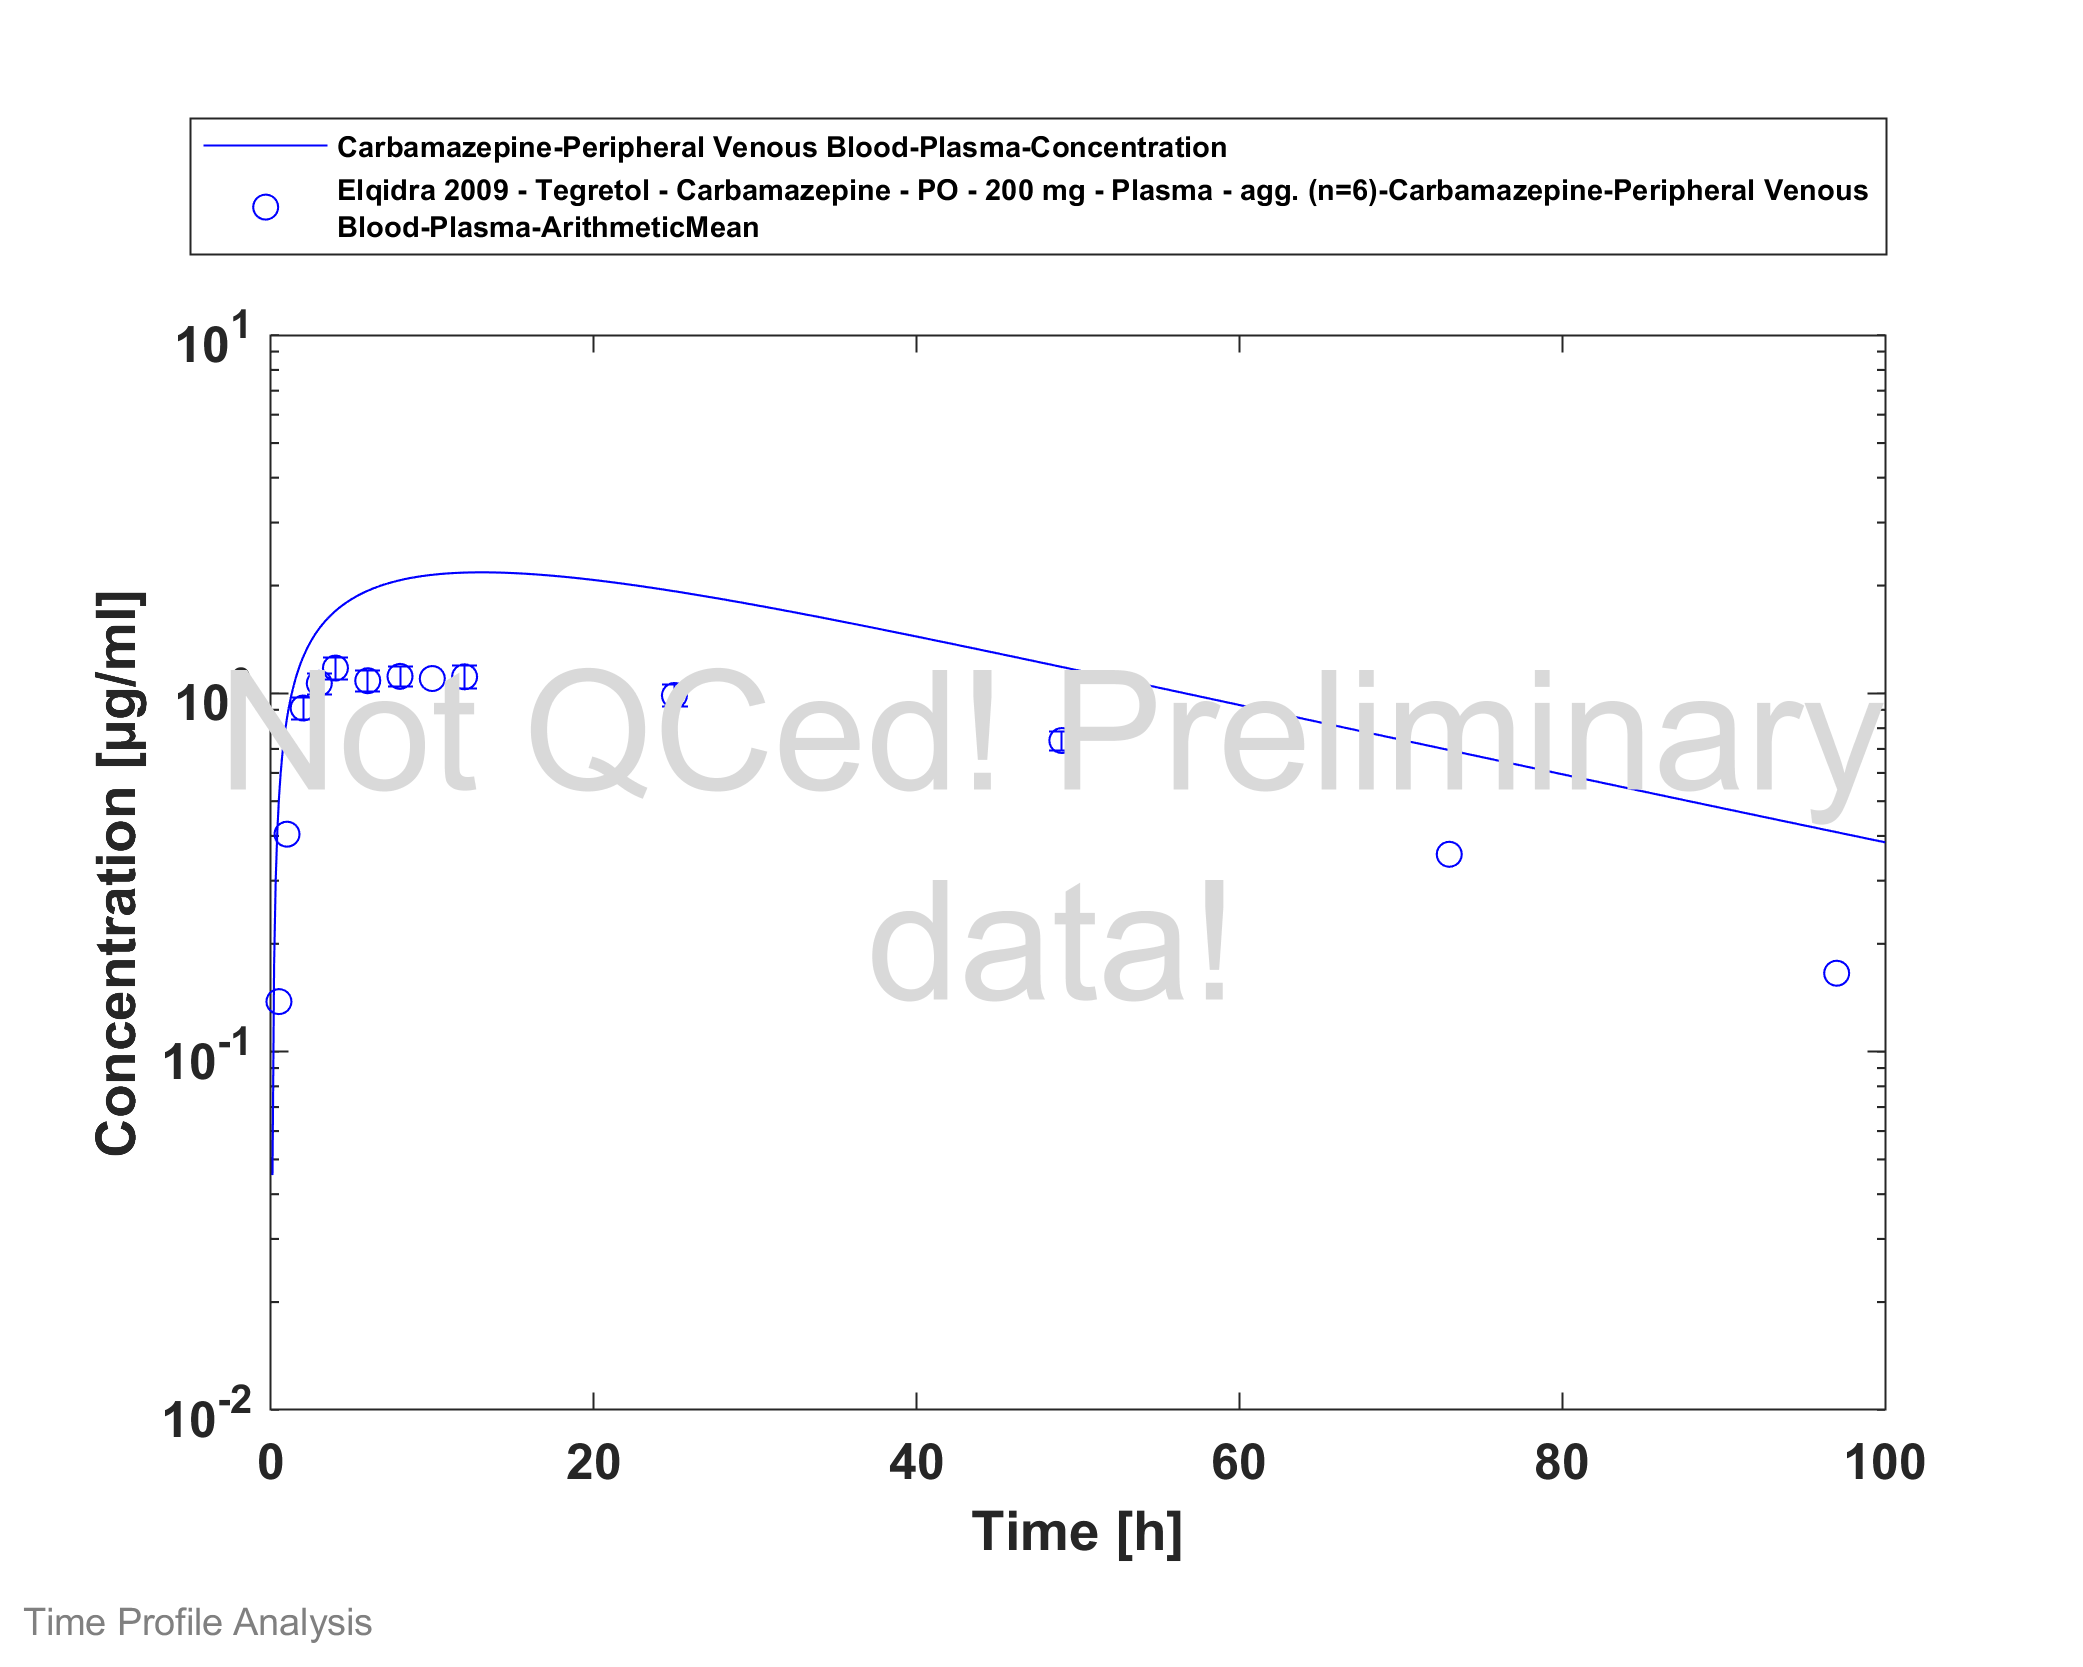 Carbamazepine-Peripheral Venous Blood-Plasma-Concentration
Elqidra 2009 - Tegretol - Carbamazepine - PO - 200 mg - Plasma - agg. (n=6)-Carbamazepine-Peripheral Venous
Blood-Plasma-ArithmeticMean
10^1
10
10^-1
10^-2
Concentration [µg/ml]
Not QCed! Preliminary
data!
0 20 40 60 80 100
Time [h]
Time Profile Analysis